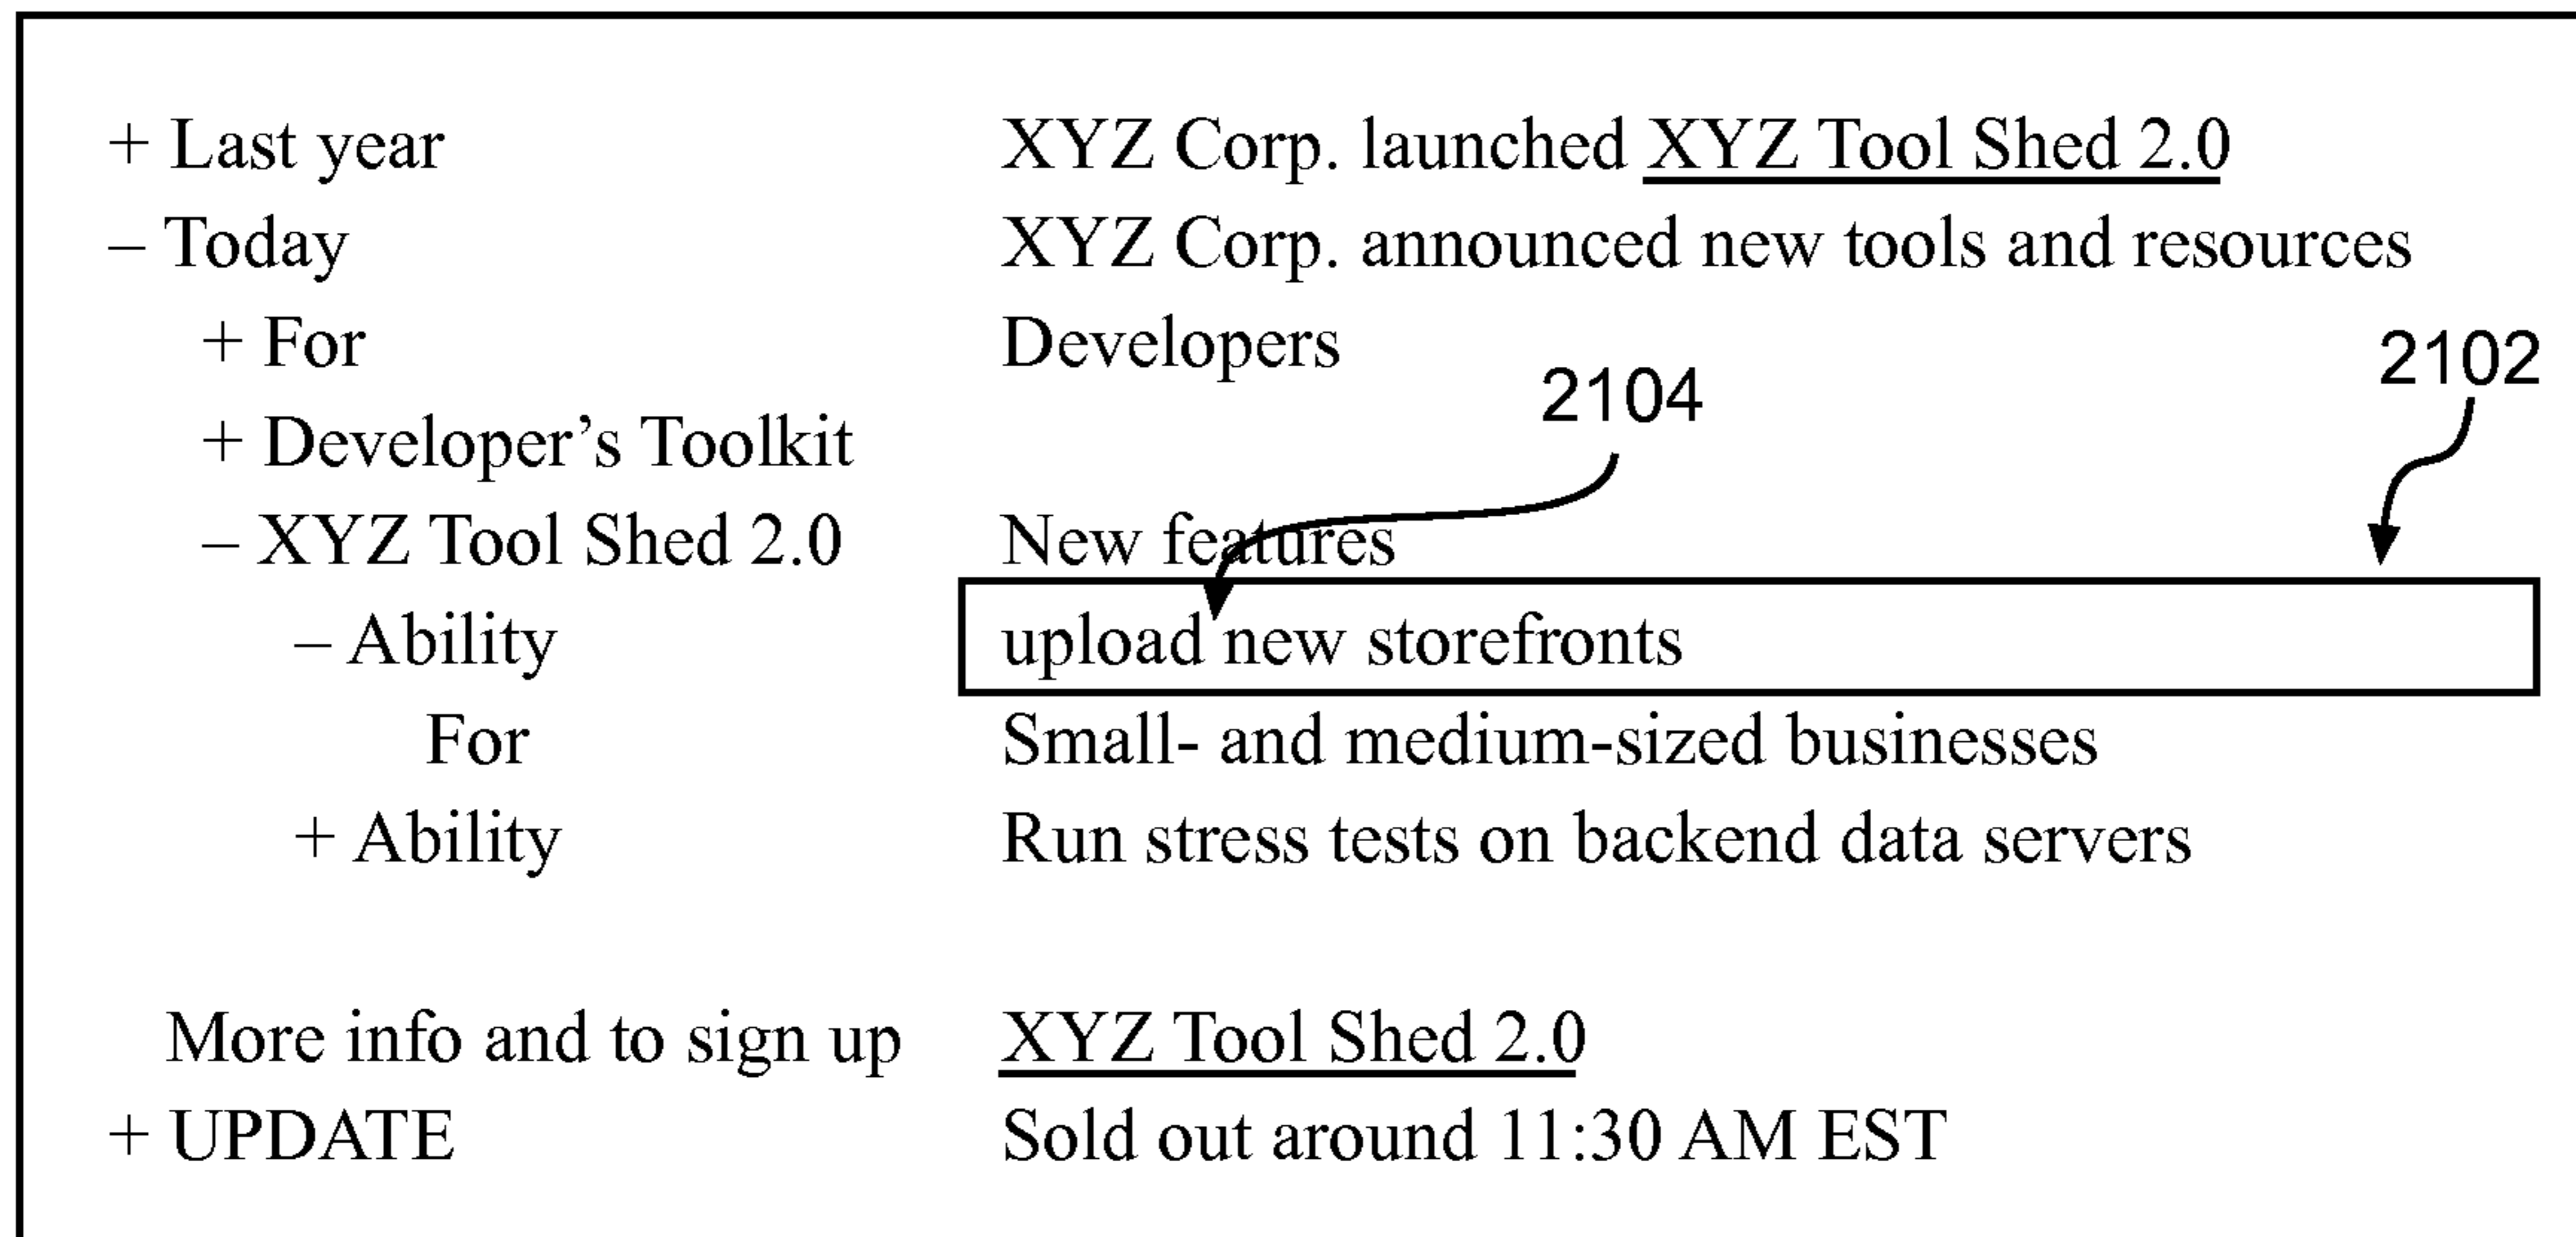 + Last year XYZ Corp. launched XYZ Tool Shed 2.0
– Today XYZ Corp. announced new tools and resources
+ For Developers
2102
2104
+ Developer’s Toolkit
– XYZ Tool Shed 2.0 New features
– Ability upload new storefronts
For Small- and medium-sized businesses
+ Ability Run stress tests on backend data servers
More info and to sign up XYZ Tool Shed 2.0
+ UPDATE Sold out around 11:30 AM EST